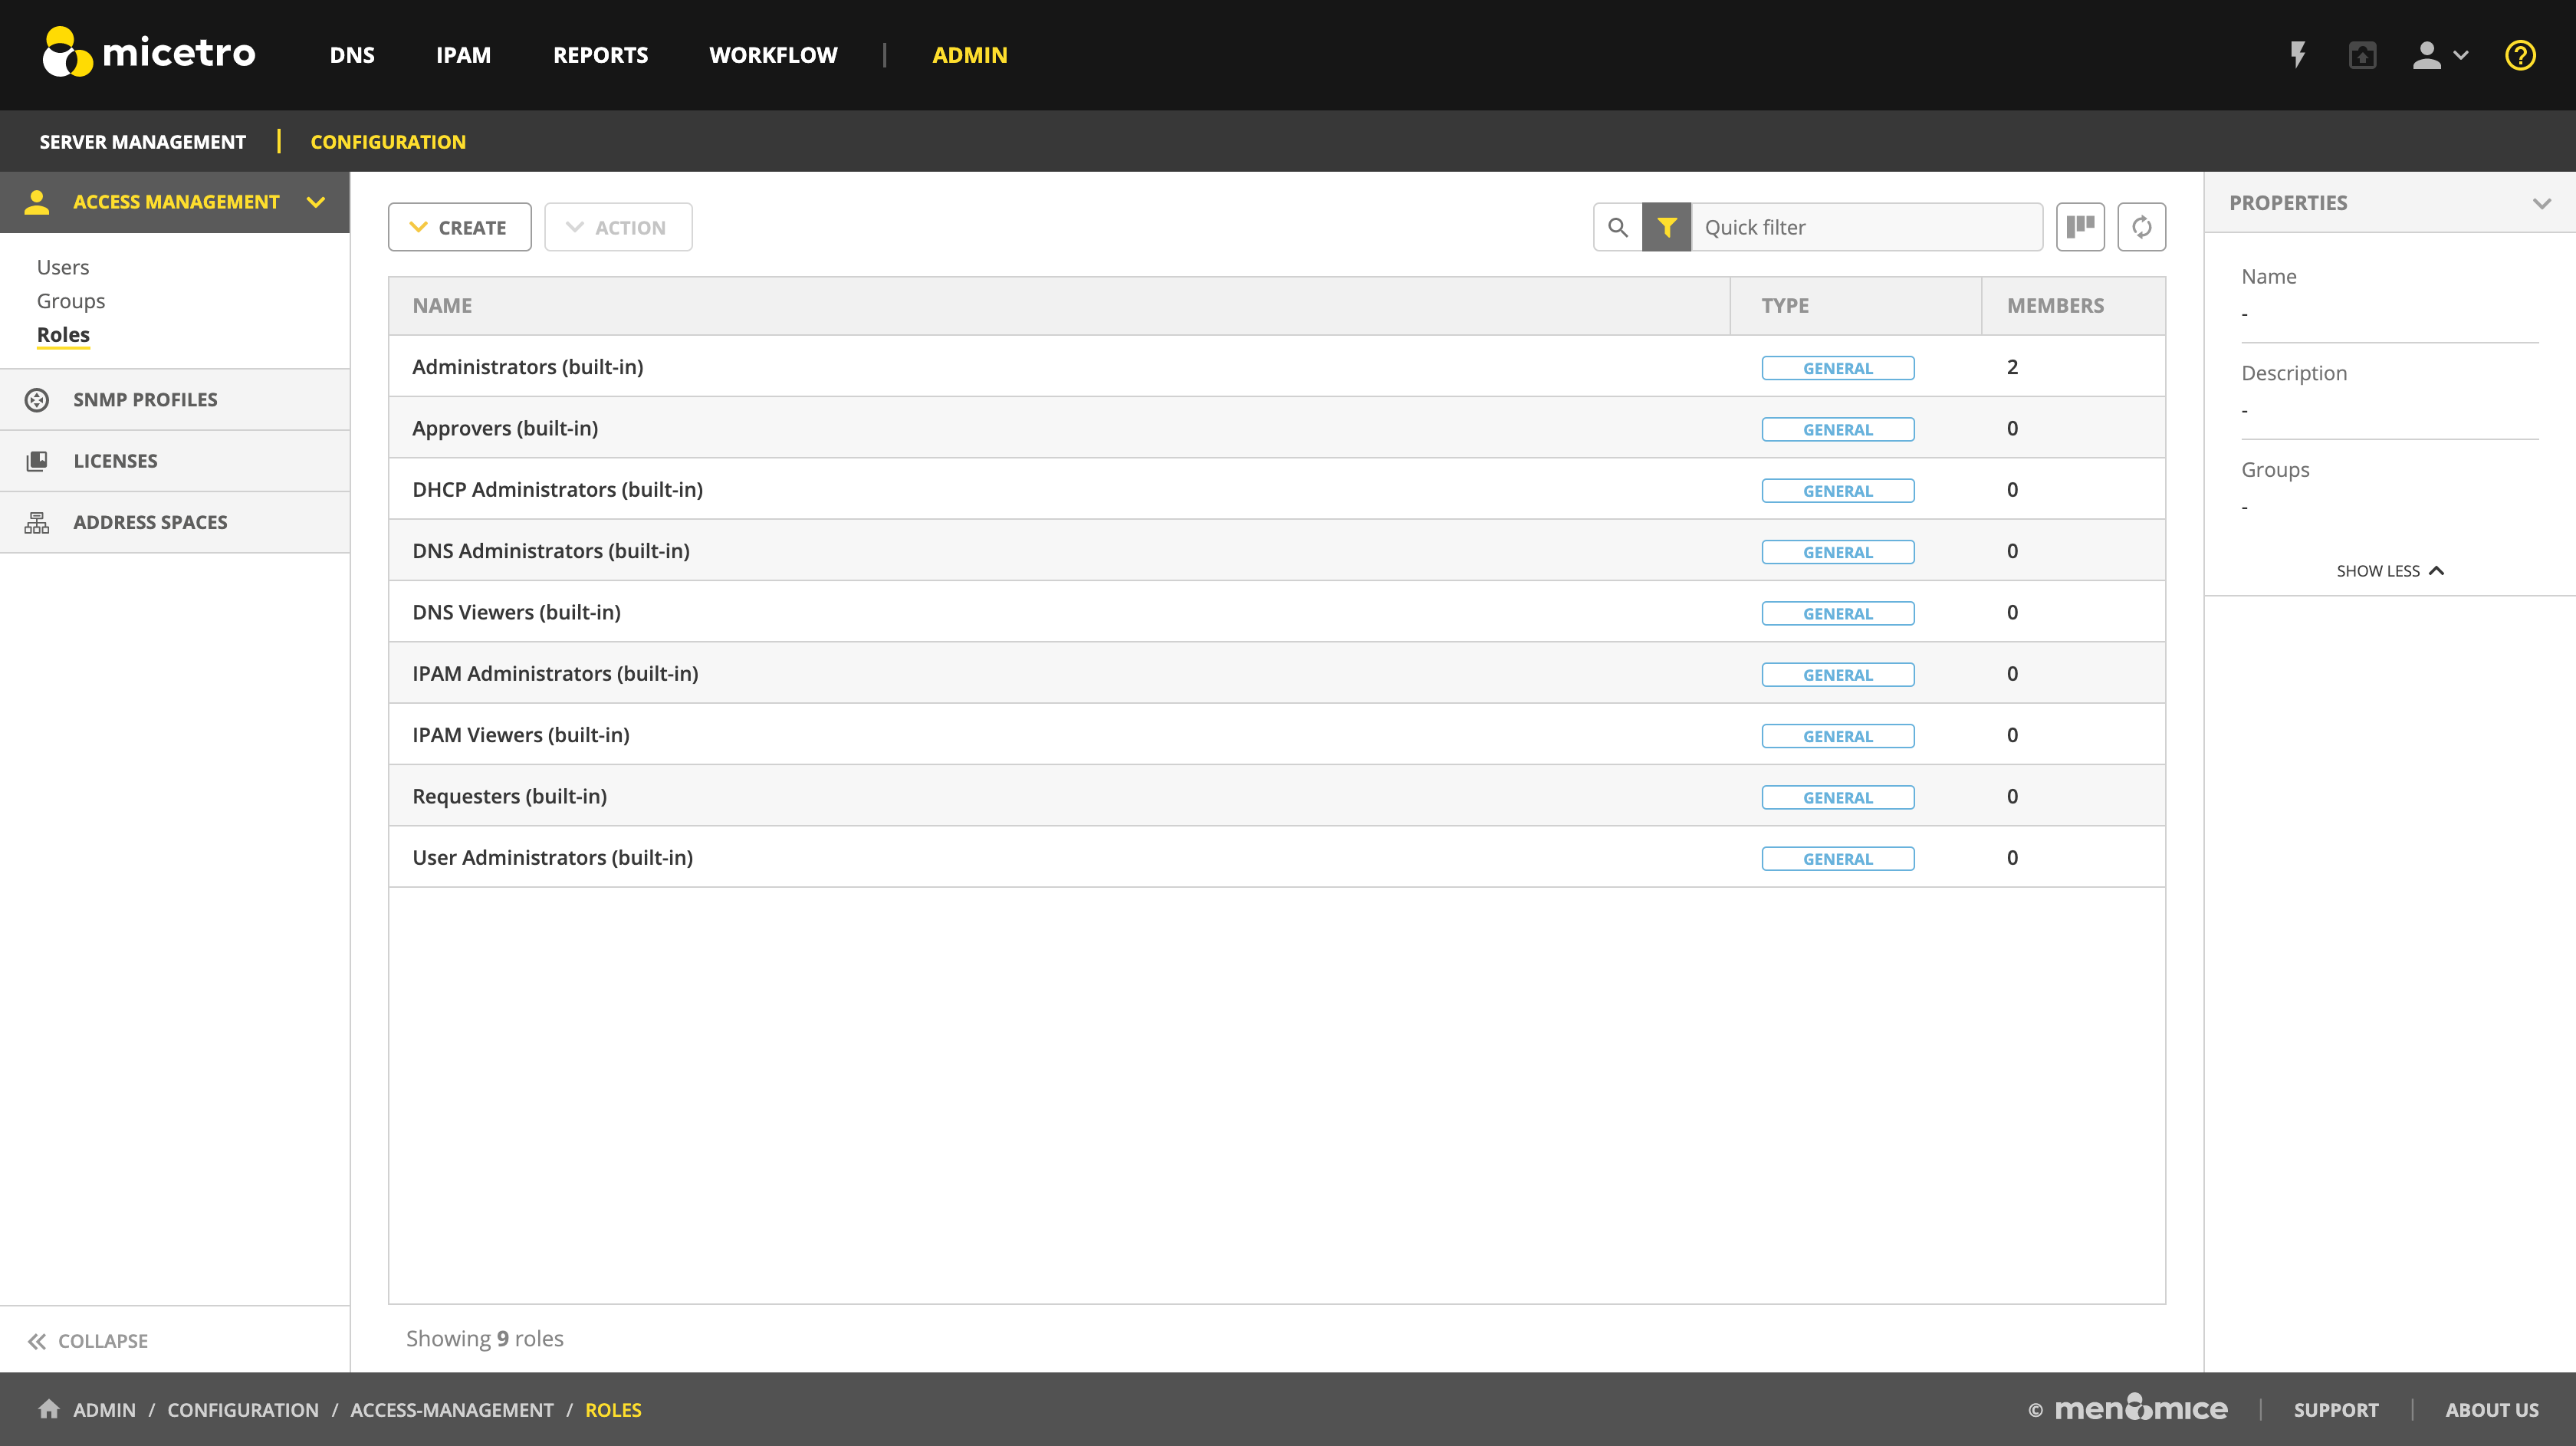 micetro DNS IPAM REPORTS WORKFLOW | ADMIN
SERVER MANAGEMENT | CONFIGURATION
ACCESS MANAGEMENT
Users
Groups
Roles
SNMP PROFILES
LICENSES
ADDRESS SPACES
COLLAPSE
CREATE ACTION Quick filter
NAME TYPE MEMBERS
Administrators (built-in) GENERAL 2
Approvers (built-in) GENERAL 0
DHCP Administrators (built-in) GENERAL 0
DNS Administrators (built-in) GENERAL 0
DNS Viewers (built-in) GENERAL 0
IPAM Administrators (built-in) GENERAL 0
IPAM Viewers (built-in) GENERAL 0
Requesters (built-in) GENERAL 0
User Administrators (built-in) GENERAL 0
Showing 9 roles
PROPERTIES
Name
-
Description
-
Groups
-
SHOW LESS
ADMIN / CONFIGURATION / ACCESS-MANAGEMENT / ROLES
© men&mice | SUPPORT | ABOUT US